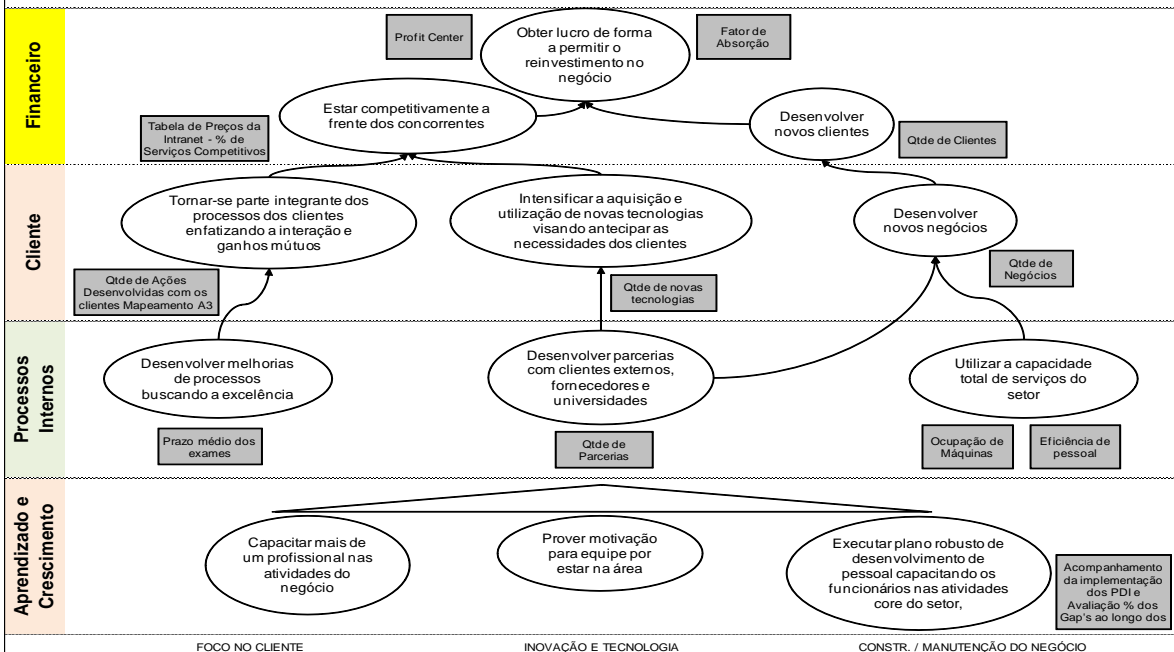 Financeiro
Profit Center
Obter lucro de forma
a permitir o
reinvestimento no
negócio
Fator de
Absorção
Estar competitivamente a
frente dos concorrentes
Desenvolver
novos clientes
Tabela de Preços da
Intranet - % de
Serviços Competitivos
Qtde de Clientes
Cliente
Tornar-se parte integrante dos
processos dos clientes
enfatizando a interação e
ganhos mútuos
Intensificar a aquisição e
utilização de novas tecnologias
visando antecipar as
necessidades dos clientes
Desenvolver
novos negócios
Qtde de Ações
Desenvolvidas com os
clientes Mapeamento A3
Qtde de novas
tecnologias
Qtde de
Negócios
Processos
Internos
Desenvolver melhorias
de processos
buscando a excelência
Desenvolver parcerias
com clientes externos,
fornecedores e
universidades
Utilizar a capacidade
total de serviços do
setor
Prazo médio dos
exames
Qtde de
Parcerias
Ocupação de
Máquinas
Eficiência de
pessoal
Aprendizado e
Crescimento
Capacitar mais de
um profissional nas
atividades do
negócio
Prover motivação
para equipe por
estar na área
Executar plano robusto de
desenvolvimento de
pessoal capacitando os
funcionários nas atividades
core do setor,
Acompanhamento
da implementação
dos PDI e
Avaliação % dos
Gap's ao longo dos
FOCO NO CLIENTE
INOVAÇÃO E TECNOLOGIA
CONSTR. / MANUTENÇÃO DO NEGÓCIO